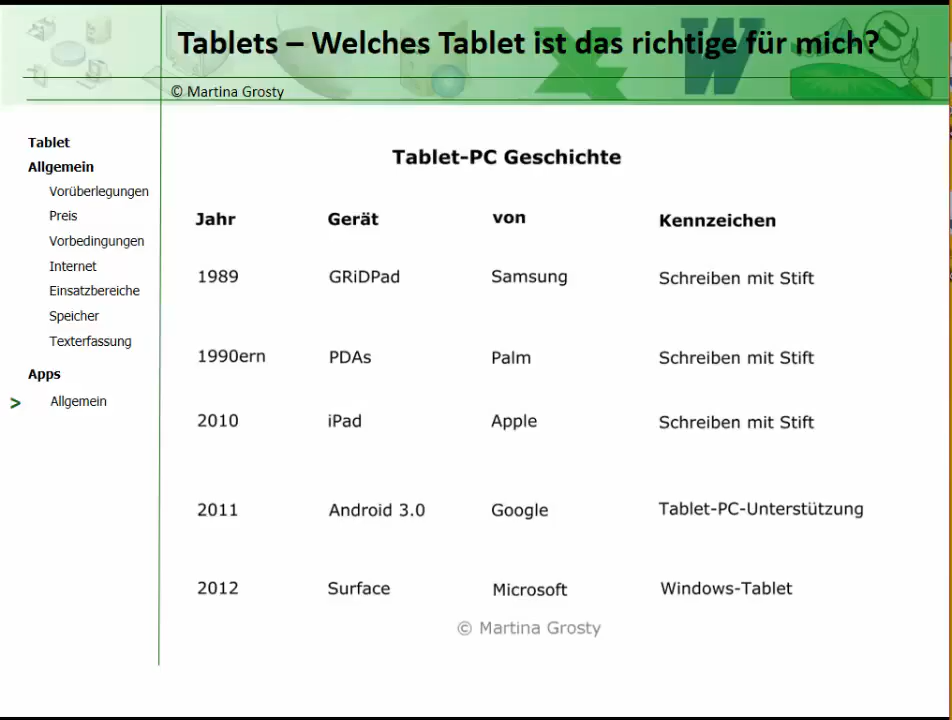 Tablets – Welches Tablet ist das richtige für mich?
© Martina Grosty
Tablet
Allgemein
Vorüberlegungen
Preis
Vorbedingungen
Internet
Einsatzbereiche
Speicher
Texterfassung
Apps
> Allgemein
Tablet-PC Geschichte
Jahr Gerät von Kennzeichen
1989 GRiDPad Samsung Schreiben mit Stift
1990ern PDAs Palm Schreiben mit Stift
2010 iPad Apple Schreiben mit Stift
2011 Android 3.0 Google Tablet-PC-Unterstützung
2012 Surface Microsoft Windows-Tablet
© Martina Grosty